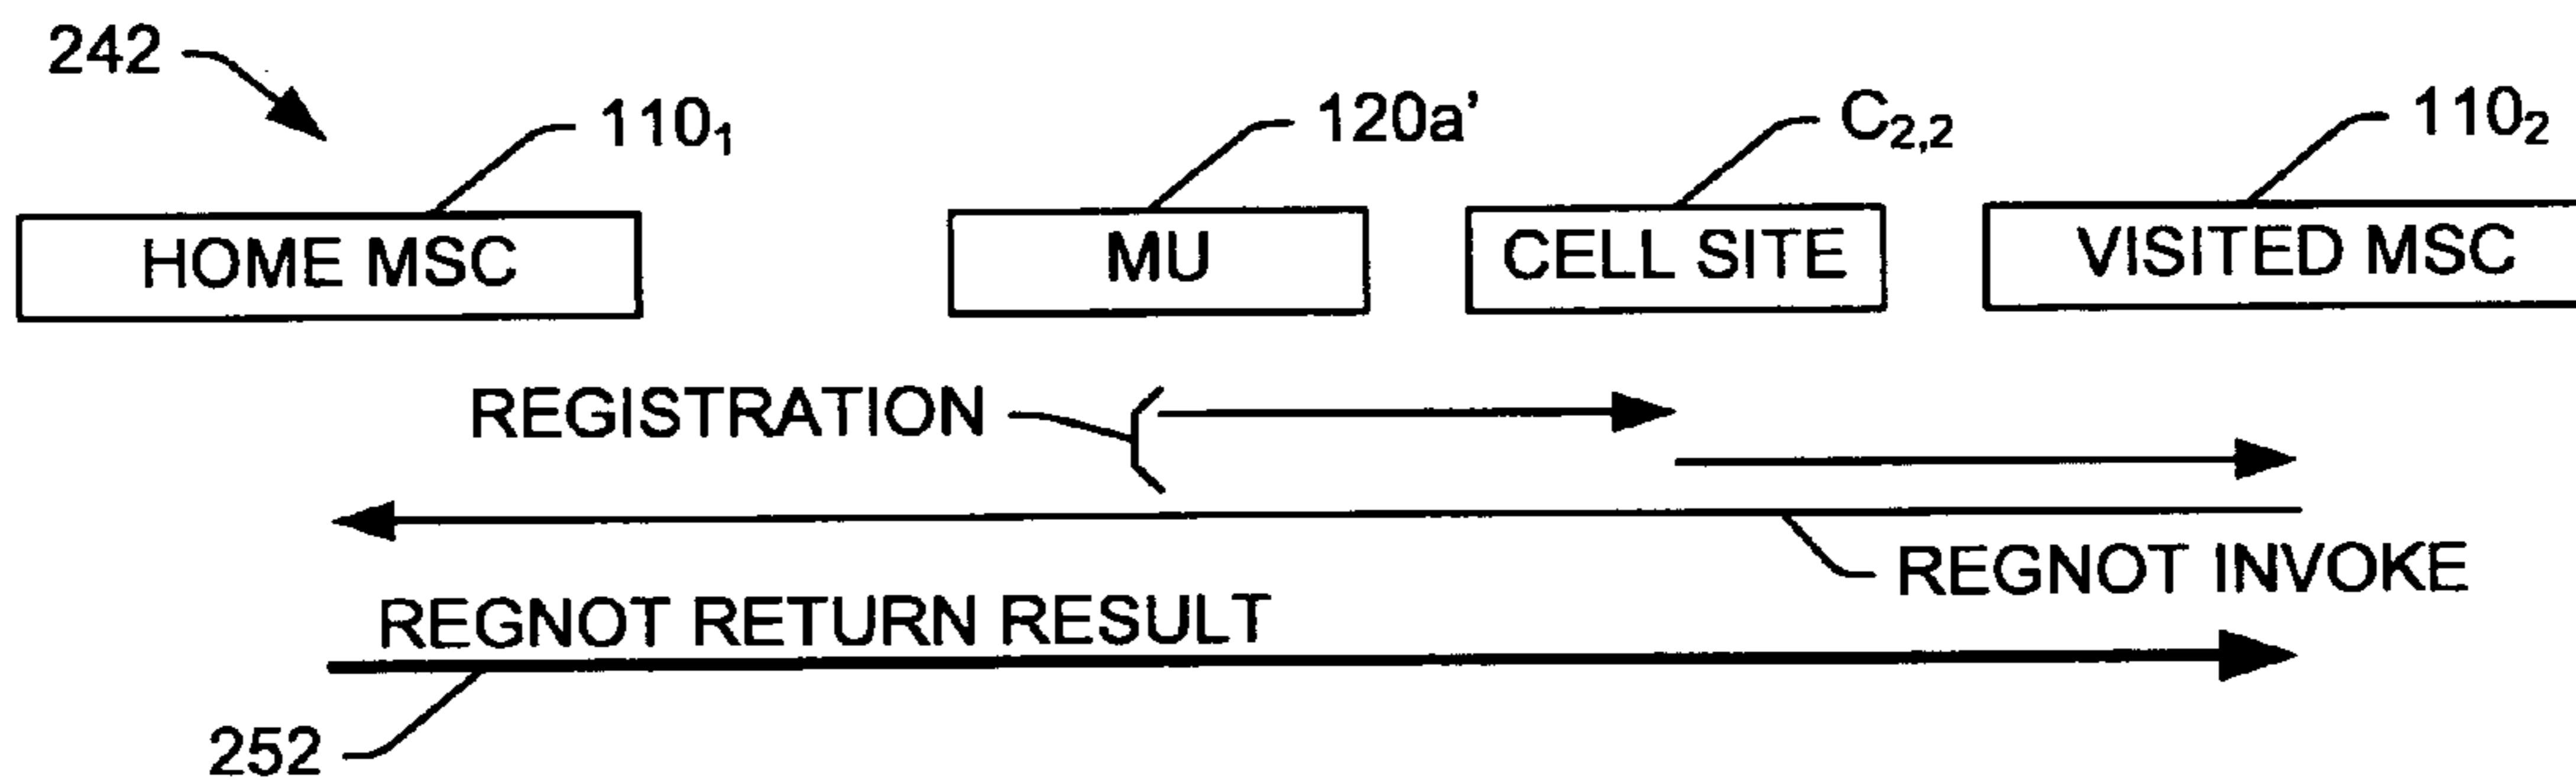 242
110₁
120a'
C₂,₂
110₂
HOME MSC
MU
CELL SITE
VISITED MSC
REGISTRATION
REGNOT INVOKE
REGNOT RETURN RESULT
252